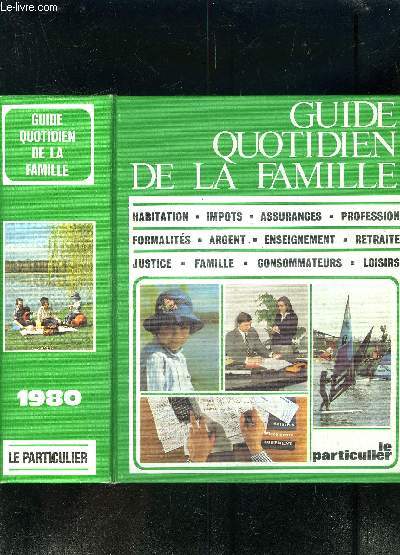 Le-Livre.com
GUIDE
QUOTIDIEN
DE LA
FAMILLE
1980
LE PARTICULIER
GUIDE
QUOTIDIEN
DE LA FAMILLE
HABITATION ▪ IMPOTS ▪ ASSURANCES ▪ PROFESSION
FORMALITÉS ▪ ARGENT ▪ ENSEIGNEMENT ▪ RETRAITE
JUSTICE ▪ FAMILLE ▪ CONSOMMATEURS ▪ LOISIRS
le
particulier